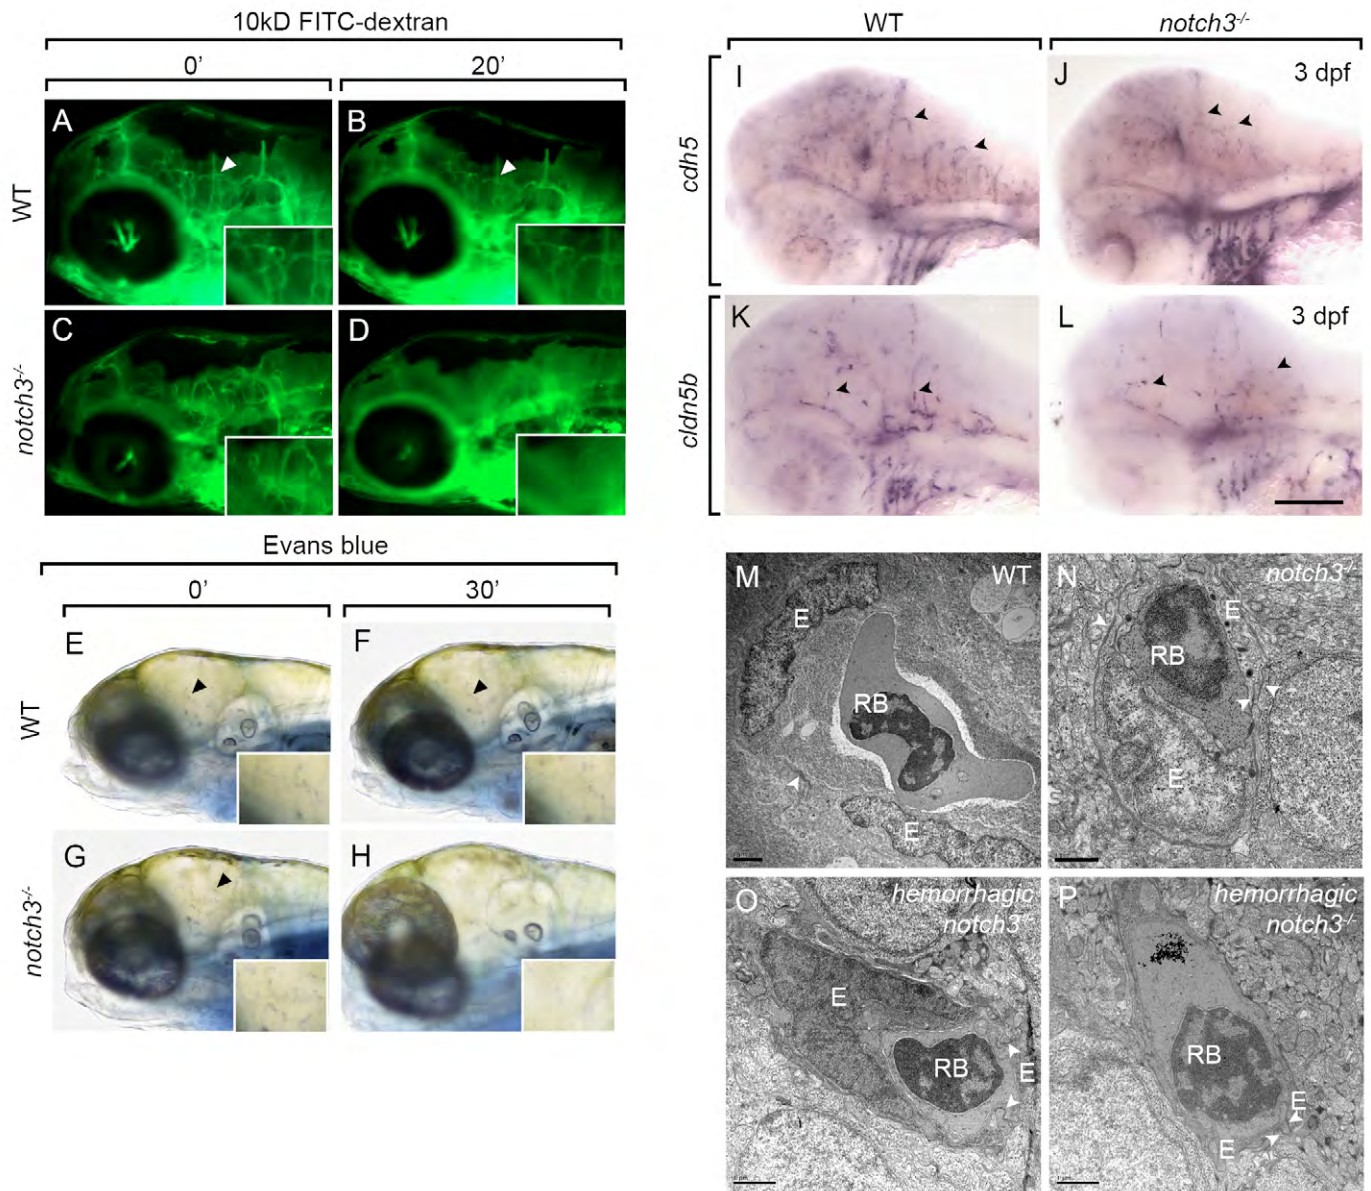 10kD FITC-dextran
0'
20'
WT
A
B
notch3-/-
C
D
Evans blue
0'
30'
WT
E
F
notch3-/-
G
H
WT
notch3-/-
cdh5
I
J
3 dpf
cldn5b
K
L
3 dpf
M
WT
E
RB
E
N
notch3-/-
E
RB
E
O
hemorrhagic
notch3-/-
E
RB
E
P
hemorrhagic
notch3-/-
RB
E
E